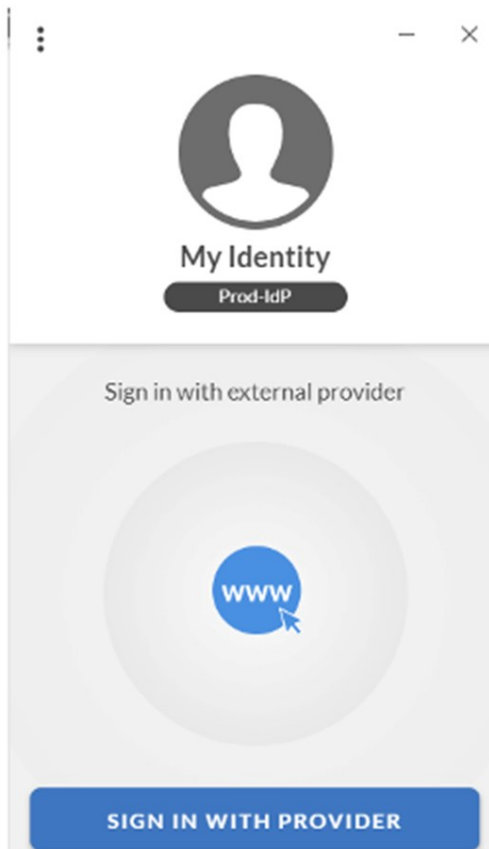 My Identity
Prod-IdP
Sign in with external provider
www
SIGN IN WITH PROVIDER